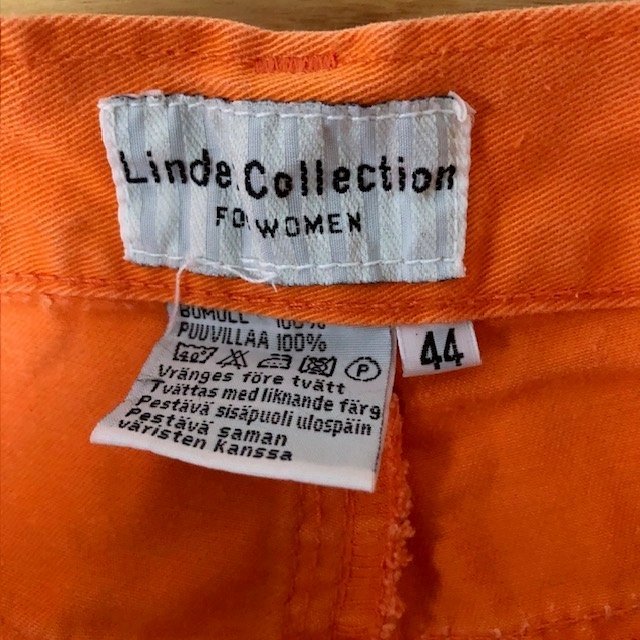 Linde Collection
FOR WOMEN
BOMULL 100%
PUUVILLAA 100%
44
40°
P
Vränges före tvätt
Tvättas med liknande färg
Pestävä sisäpuoli ulospäin
Pestävä saman
väristen kanssa